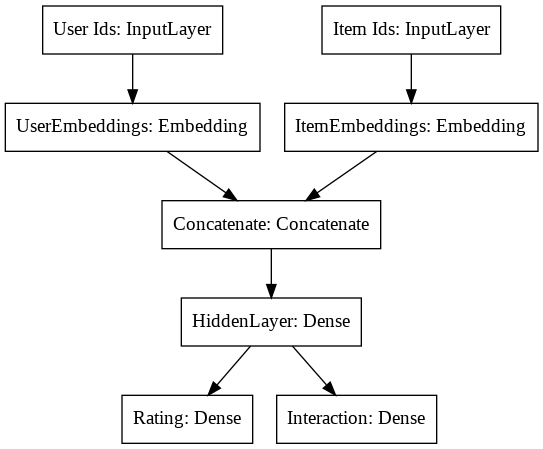 User Ids: InputLayer
Item Ids: InputLayer
UserEmbeddings: Embedding
ItemEmbeddings: Embedding
Concatenate: Concatenate
HiddenLayer: Dense
Rating: Dense
Interaction: Dense